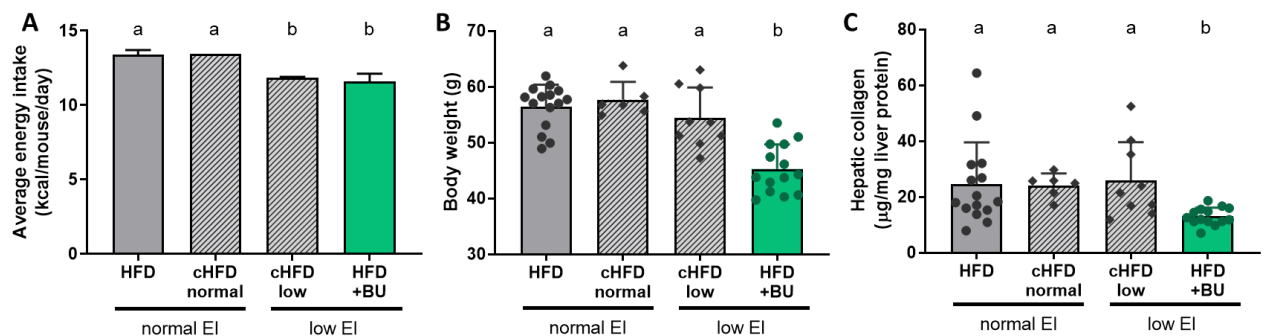 A
Average energy intake
(kcal/mouse/day)
15
10
5
0
a
a
b
b
HFD
cHFD
normal
cHFD
low
HFD
+BU
normal EI
low EI
B
Body weight (g)
70
60
50
40
30
a
a
a
b
HFD
cHFD
normal
cHFD
low
HFD
+BU
normal EI
low EI
C
Hepatic collagen
(µg/mg liver protein)
80
60
40
20
0
a
a
a
b
HFD
cHFD
normal
cHFD
low
HFD
+BU
normal EI
low EI